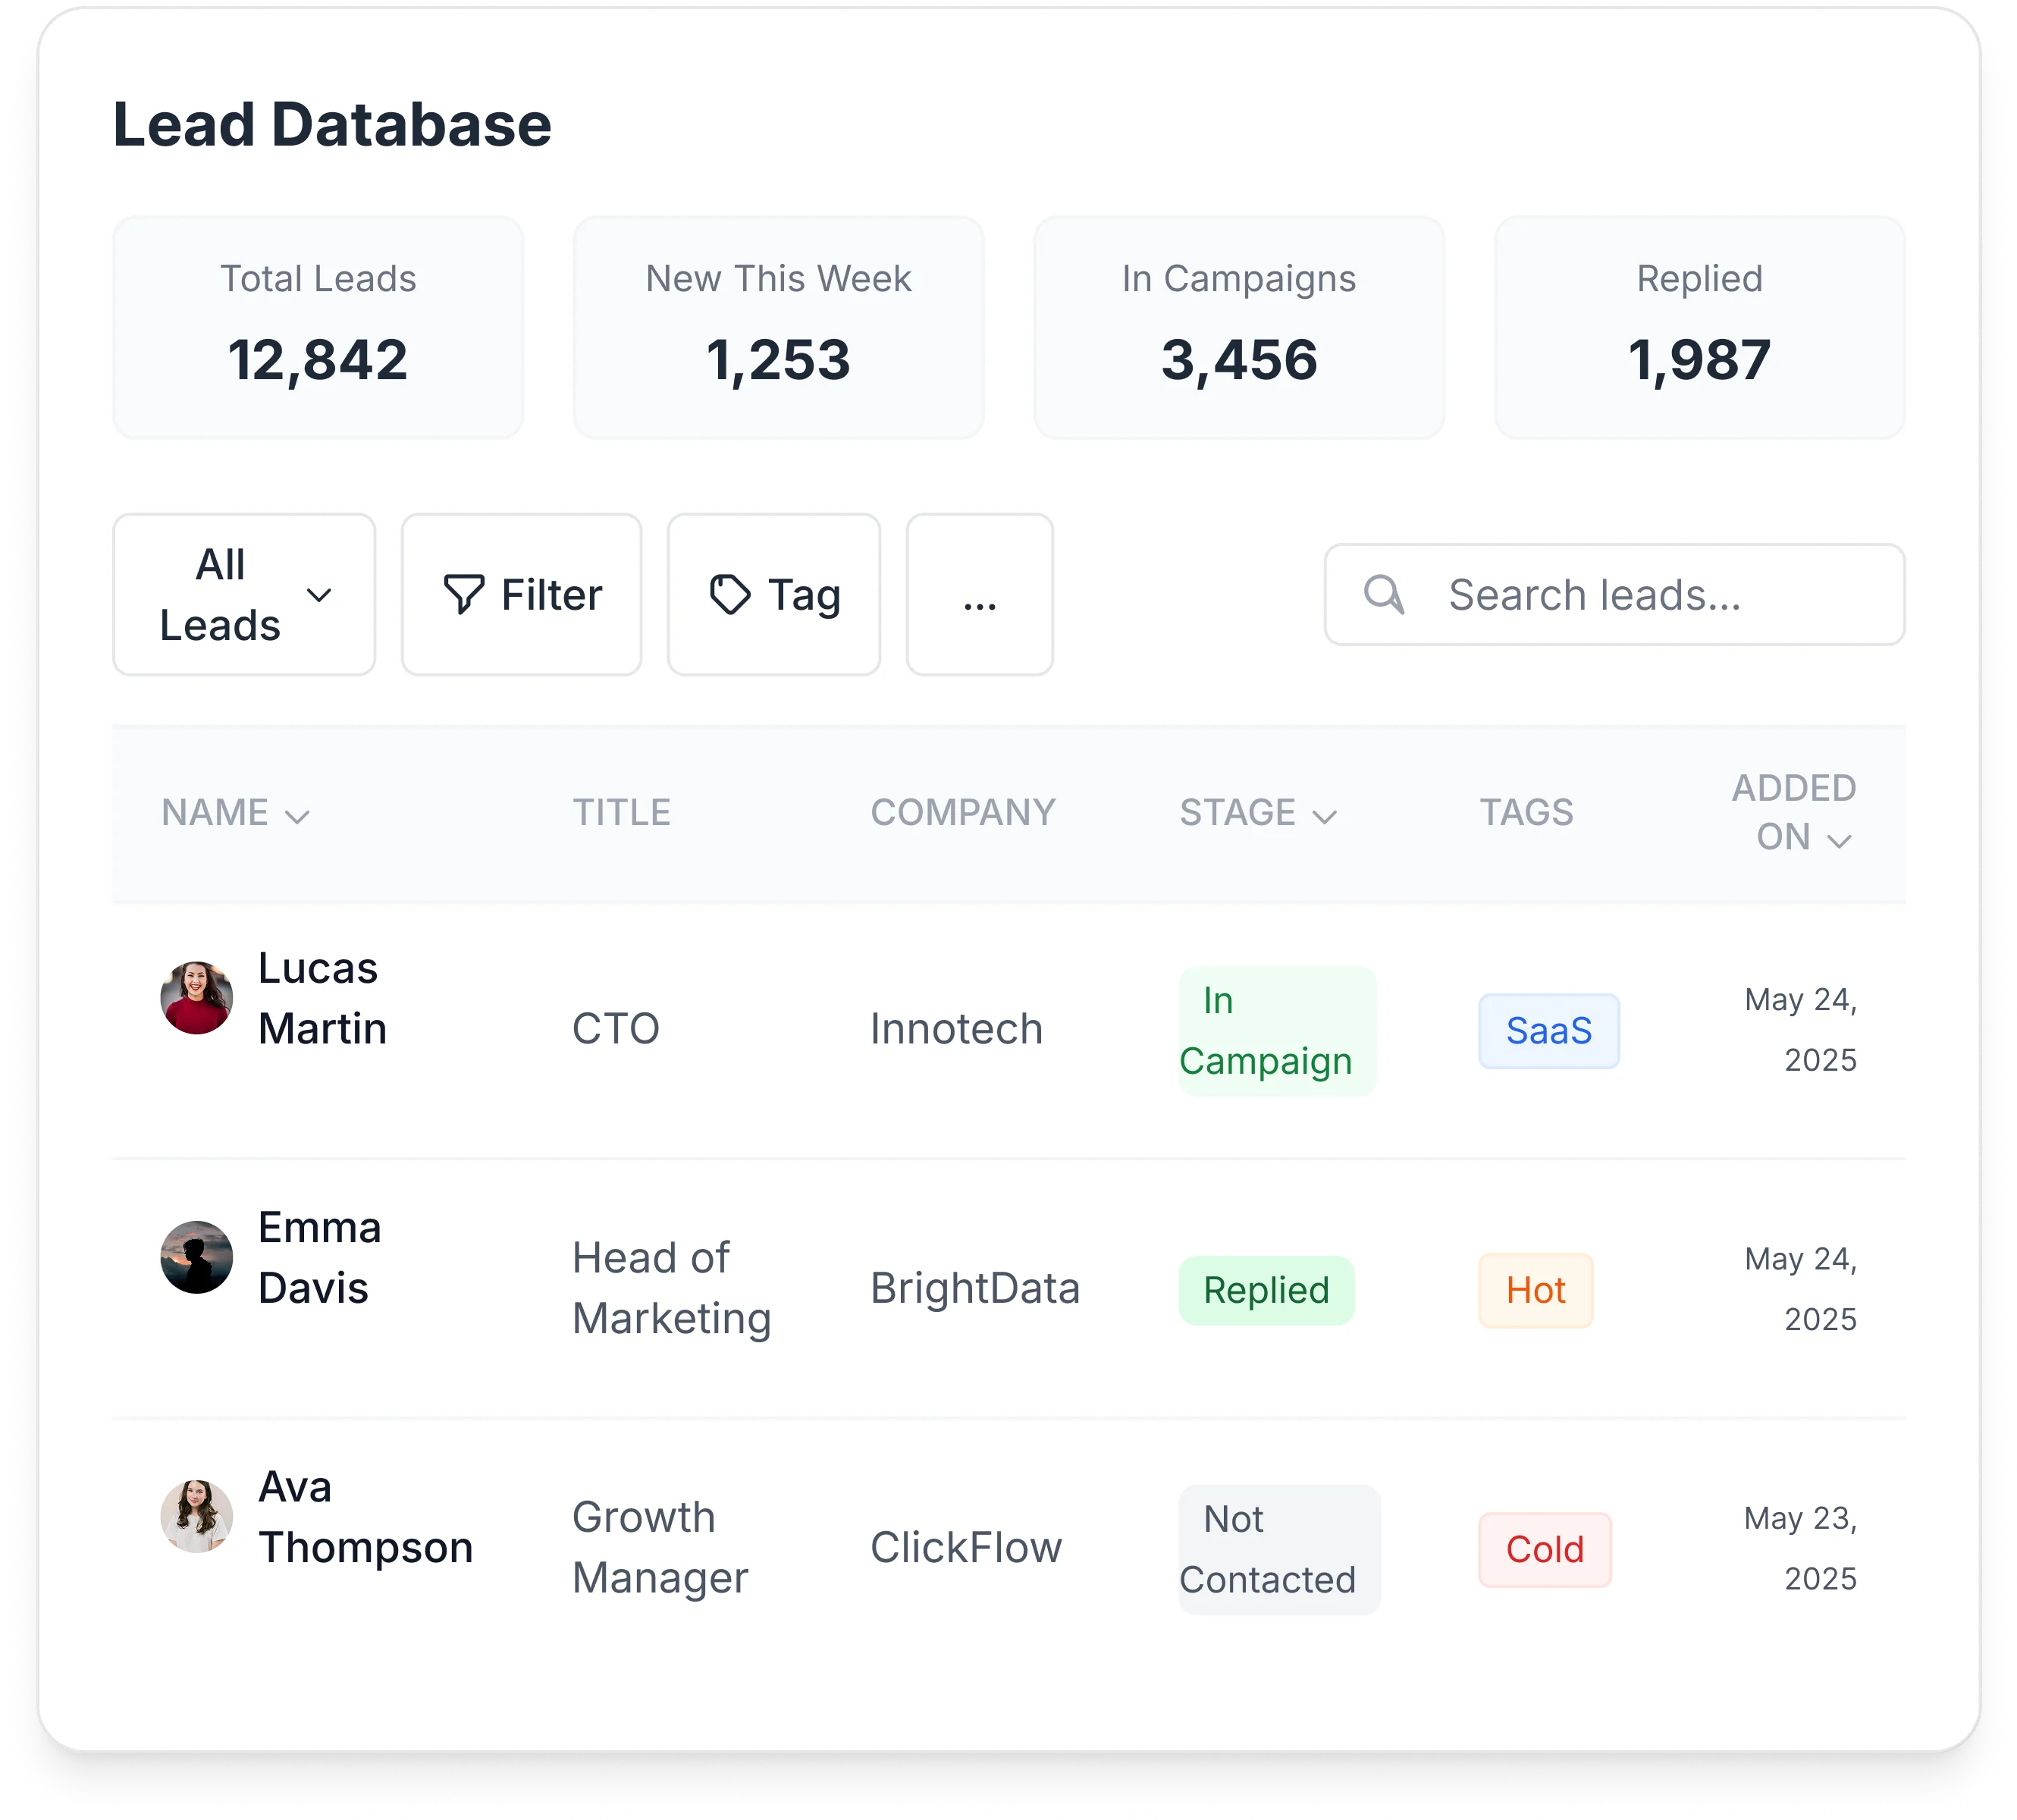 Lead Database
Total Leads
12,842
New This Week
1,253
In Campaigns
3,456
Replied
1,987
All
Leads
Filter
Tag
...
Search leads...
NAME
TITLE
COMPANY
STAGE
TAGS
ADDED
ON
Lucas
Martin
CTO
Innotech
In
Campaign
SaaS
May 24,
2025
Emma
Davis
Head of
Marketing
BrightData
Replied
Hot
May 24,
2025
Ava
Thompson
Growth
Manager
ClickFlow
Not
Contacted
Cold
May 23,
2025